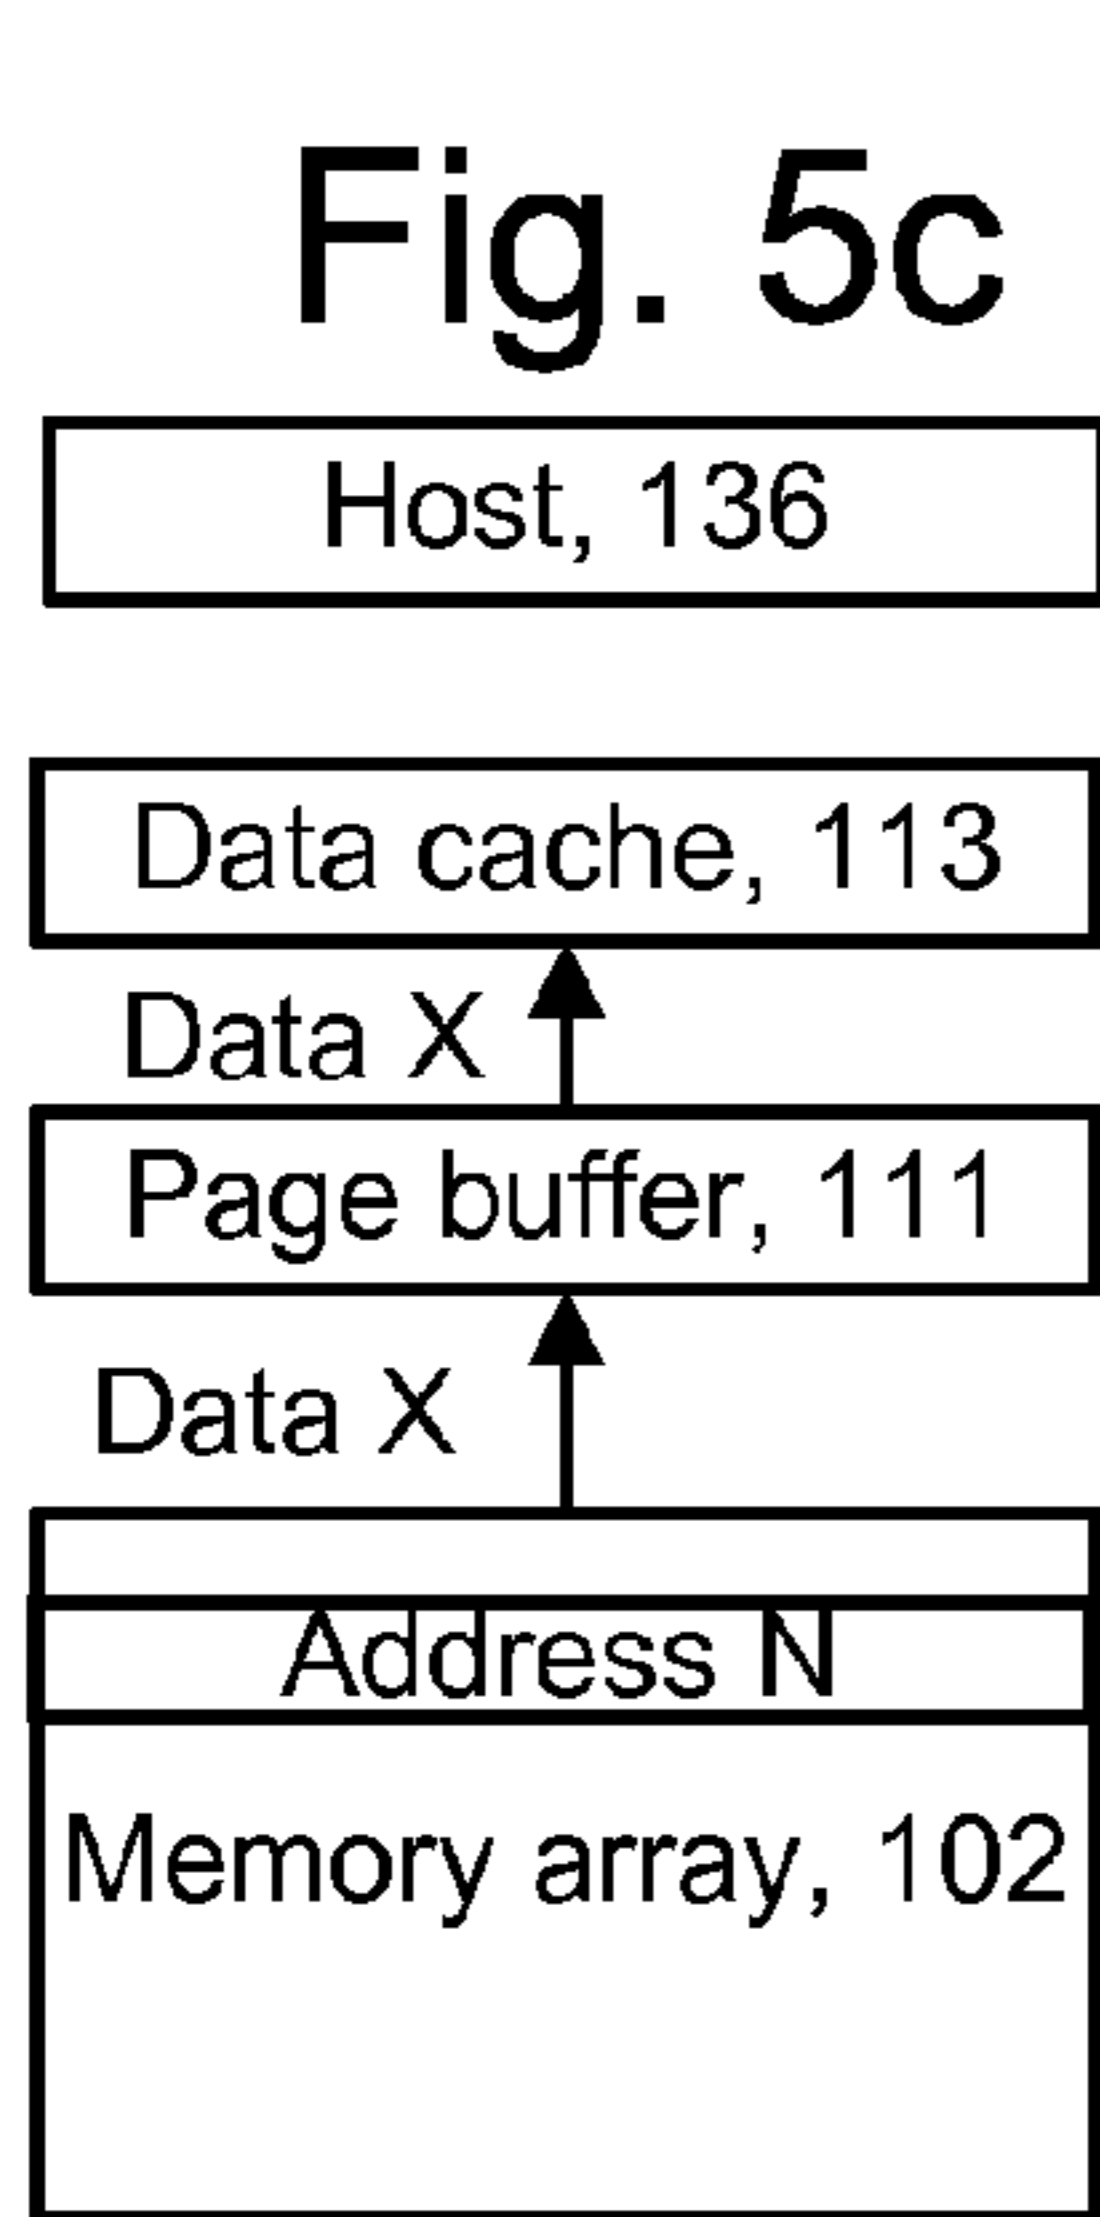 Fig. 5c
Host, 136
Data cache, 113
Data X
Page buffer, 111
Data X
Address N
Memory array, 102